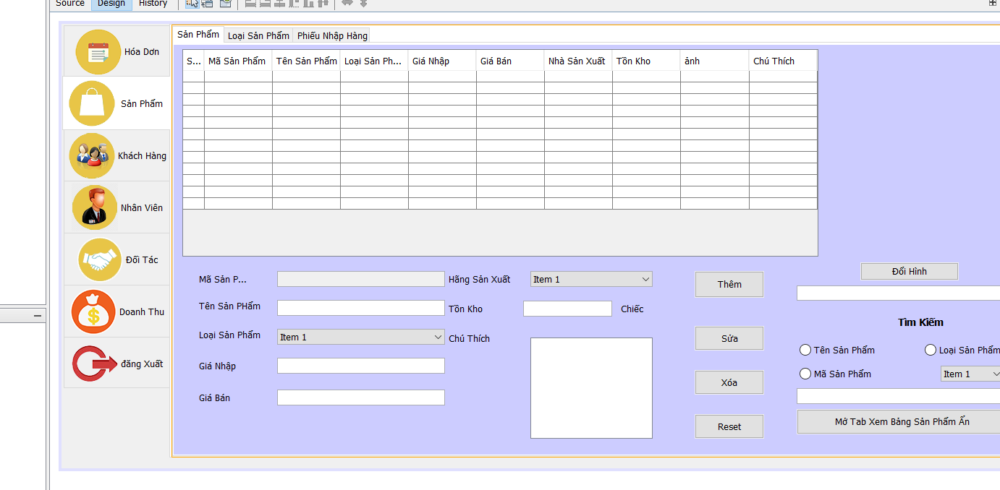 Source Design History
Hóa Dơn
Sản Phẩm
Khách Hàng
Nhân Viên
Đối Tác
Doanh Thu
đăng Xuất
Sản Phẩm Loại Sản Phẩm Phiếu Nhập Hàng
S... Mã Sản Phẩm Tên Sản Phẩm Loại Sản Ph... Giá Nhập Giá Bán Nhà Sản Xuất Tồn Kho ảnh Chú Thích
Mã Sản P...
Tên Sản PHẩm
Loại Sản Phẩm Item 1
Giá Nhập
Giá Bán
Hãng Sản Xuất Item 1
Tồn Kho Chiếc
Chú Thích
Thêm
Sửa
Xóa
Reset
Đổi Hình
Tìm Kiếm
Tên Sản Phẩm Loại Sản Phẩm
Mã Sản Phẩm Item 1
Mở Tab Xem Bảng Sản Phẩm Ẩn